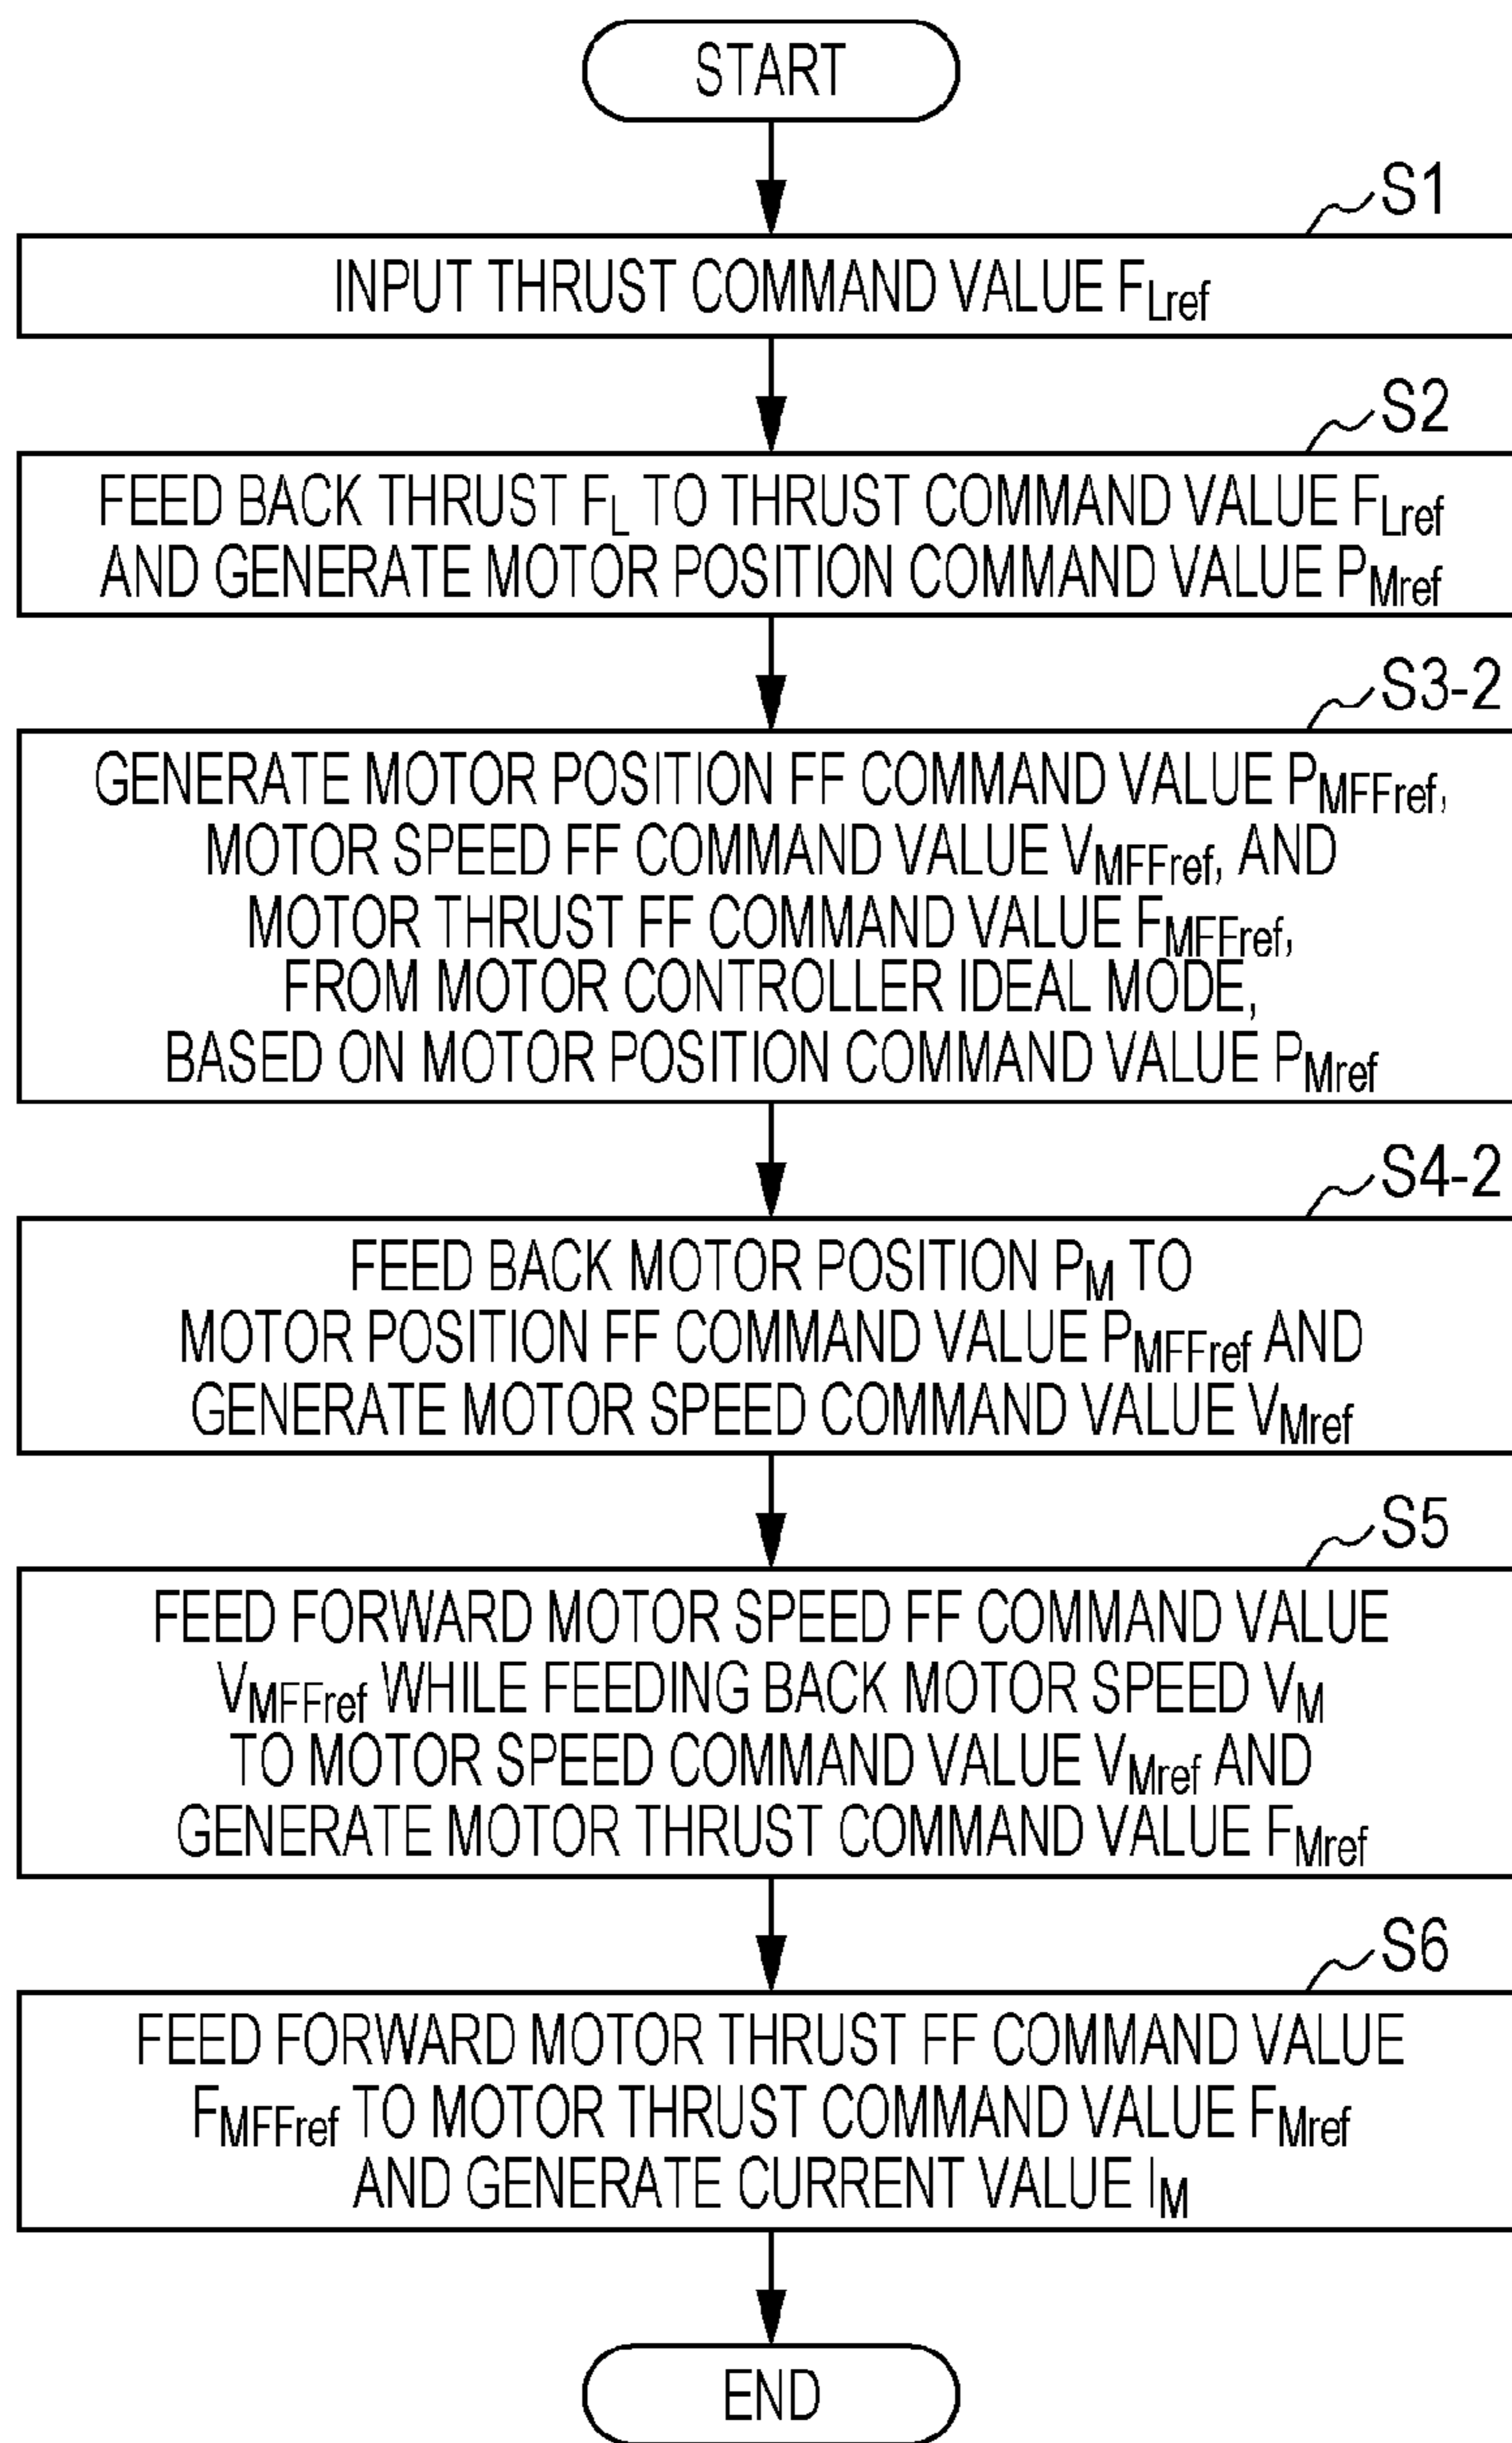 START
S1
INPUT THRUST COMMAND VALUE FLref
S2
FEED BACK THRUST FL TO THRUST COMMAND VALUE FLref
AND GENERATE MOTOR POSITION COMMAND VALUE PMref
S3-2
GENERATE MOTOR POSITION FF COMMAND VALUE PMFFref,
MOTOR SPEED FF COMMAND VALUE VMFFref, AND
MOTOR THRUST FF COMMAND VALUE FMFFref,
FROM MOTOR CONTROLLER IDEAL MODE,
BASED ON MOTOR POSITION COMMAND VALUE PMref
S4-2
FEED BACK MOTOR POSITION PM TO
MOTOR POSITION FF COMMAND VALUE PMFFref AND
GENERATE MOTOR SPEED COMMAND VALUE VMref
S5
FEED FORWARD MOTOR SPEED FF COMMAND VALUE
VMFFref WHILE FEEDING BACK MOTOR SPEED VM
TO MOTOR SPEED COMMAND VALUE VMref AND
GENERATE MOTOR THRUST COMMAND VALUE FMref
S6
FEED FORWARD MOTOR THRUST FF COMMAND VALUE
FMFFref TO MOTOR THRUST COMMAND VALUE FMref
AND GENERATE CURRENT VALUE IM
END